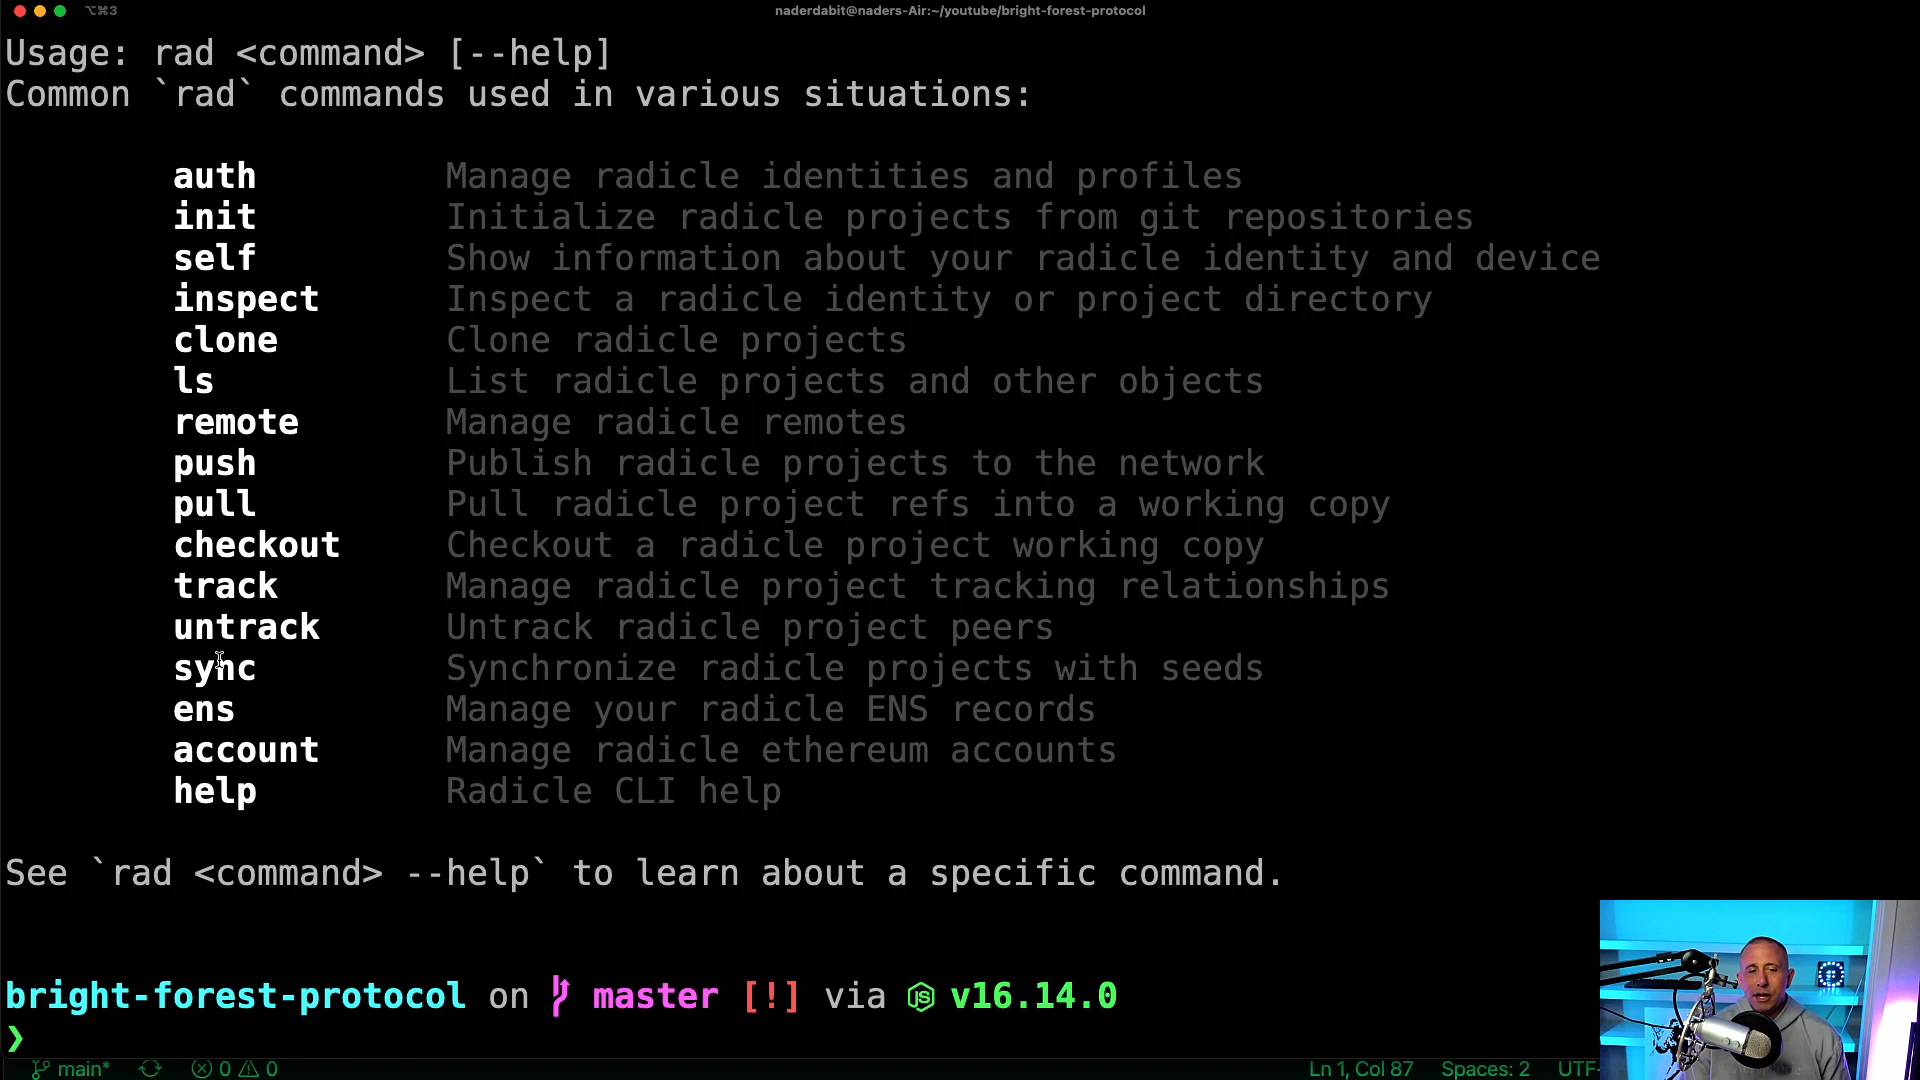 ⌥⌘3 naderdabit@naders-Air:~/youtube/bright-forest-protocol
Usage: rad <command> [--help]
Common `rad` commands used in various situations:
auth Manage radicle identities and profiles
init Initialize radicle projects from git repositories
self Show information about your radicle identity and device
inspect Inspect a radicle identity or project directory
clone Clone radicle projects
ls List radicle projects and other objects
remote Manage radicle remotes
push Publish radicle projects to the network
pull Pull radicle project refs into a working copy
checkout Checkout a radicle project working copy
track Manage radicle project tracking relationships
untrack Untrack radicle project peers
sync Synchronize radicle projects with seeds
ens Manage your radicle ENS records
account Manage radicle ethereum accounts
help Radicle CLI help
See `rad <command> --help` to learn about a specific command.
bright-forest-protocol on master [!] via v16.14.0
❯
main* 0 0 Ln 1, Col 87 Spaces: 2 UTF-